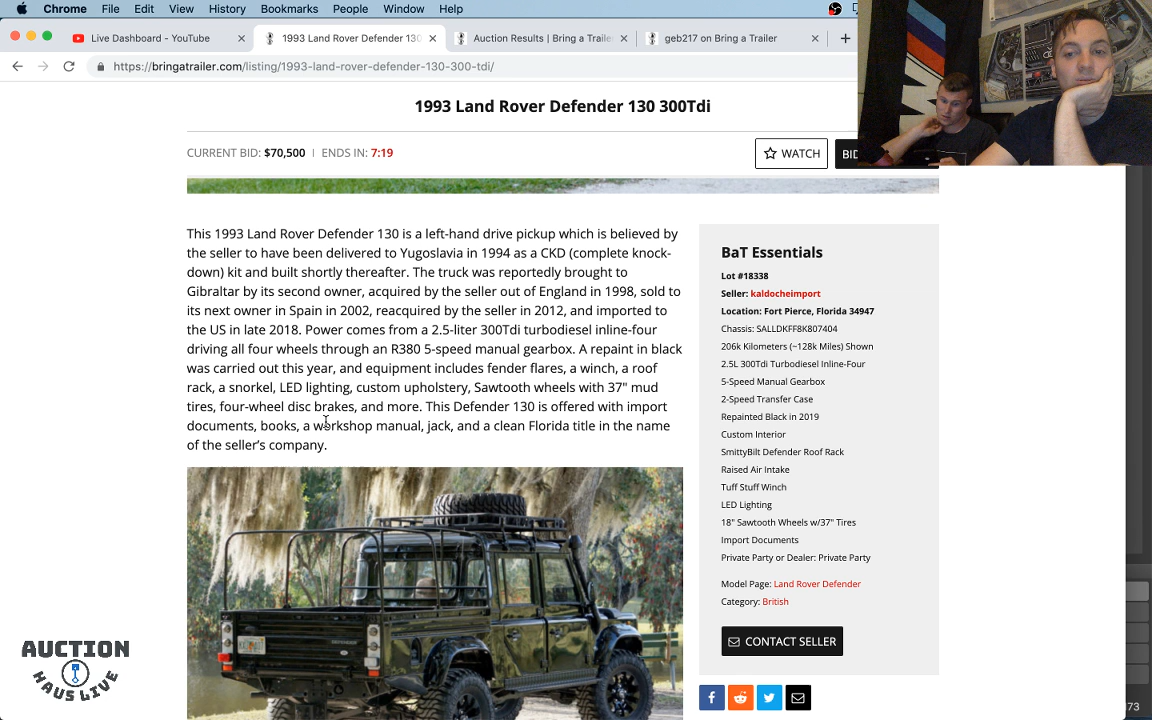 Chrome File Edit View History Bookmarks People Window Help
Live Dashboard - YouTube
1993 Land Rover Defender 130
Auction Results | Bring a Traile
geb217 on Bring a Trailer
https://bringatrailer.com/listing/1993-land-rover-defender-130-300-tdi/
1993 Land Rover Defender 130 300Tdi
CURRENT BID: $70,500 | ENDS IN: 7:19
WATCH
BID
This 1993 Land Rover Defender 130 is a left-hand drive pickup which is believed by
the seller to have been delivered to Yugoslavia in 1994 as a CKD (complete knock-
down) kit and built shortly thereafter. The truck was reportedly brought to
Gibraltar by its second owner, acquired by the seller out of England in 1998, sold to
its next owner in Spain in 2002, reacquired by the seller in 2012, and imported to
the US in late 2018. Power comes from a 2.5-liter 300Tdi turbodiesel inline-four
driving all four wheels through an R380 5-speed manual gearbox. A repaint in black
was carried out this year, and equipment includes fender flares, a winch, a roof
rack, a snorkel, LED lighting, custom upholstery, Sawtooth wheels with 37" mud
tires, four-wheel disc brakes, and more. This Defender 130 is offered with import
documents, books, a workshop manual, jack, and a clean Florida title in the name
of the seller's company.
BaT Essentials
Lot #18338
Seller: kaldocheimport
Location: Fort Pierce, Florida 34947
Chassis: SALLDKFF8K807404
206k Kilometers (~128k Miles) Shown
2.5L 300Tdi Turbodiesel Inline-Four
5-Speed Manual Gearbox
2-Speed Transfer Case
Repainted Black in 2019
Custom Interior
SmittyBilt Defender Roof Rack
Raised Air Intake
Tuff Stuff Winch
LED Lighting
18" Sawtooth Wheels w/37" Tires
Import Documents
Private Party or Dealer: Private Party
Model Page: Land Rover Defender
Category: British
CONTACT SELLER
AUCTION
HAUS LIVE
73